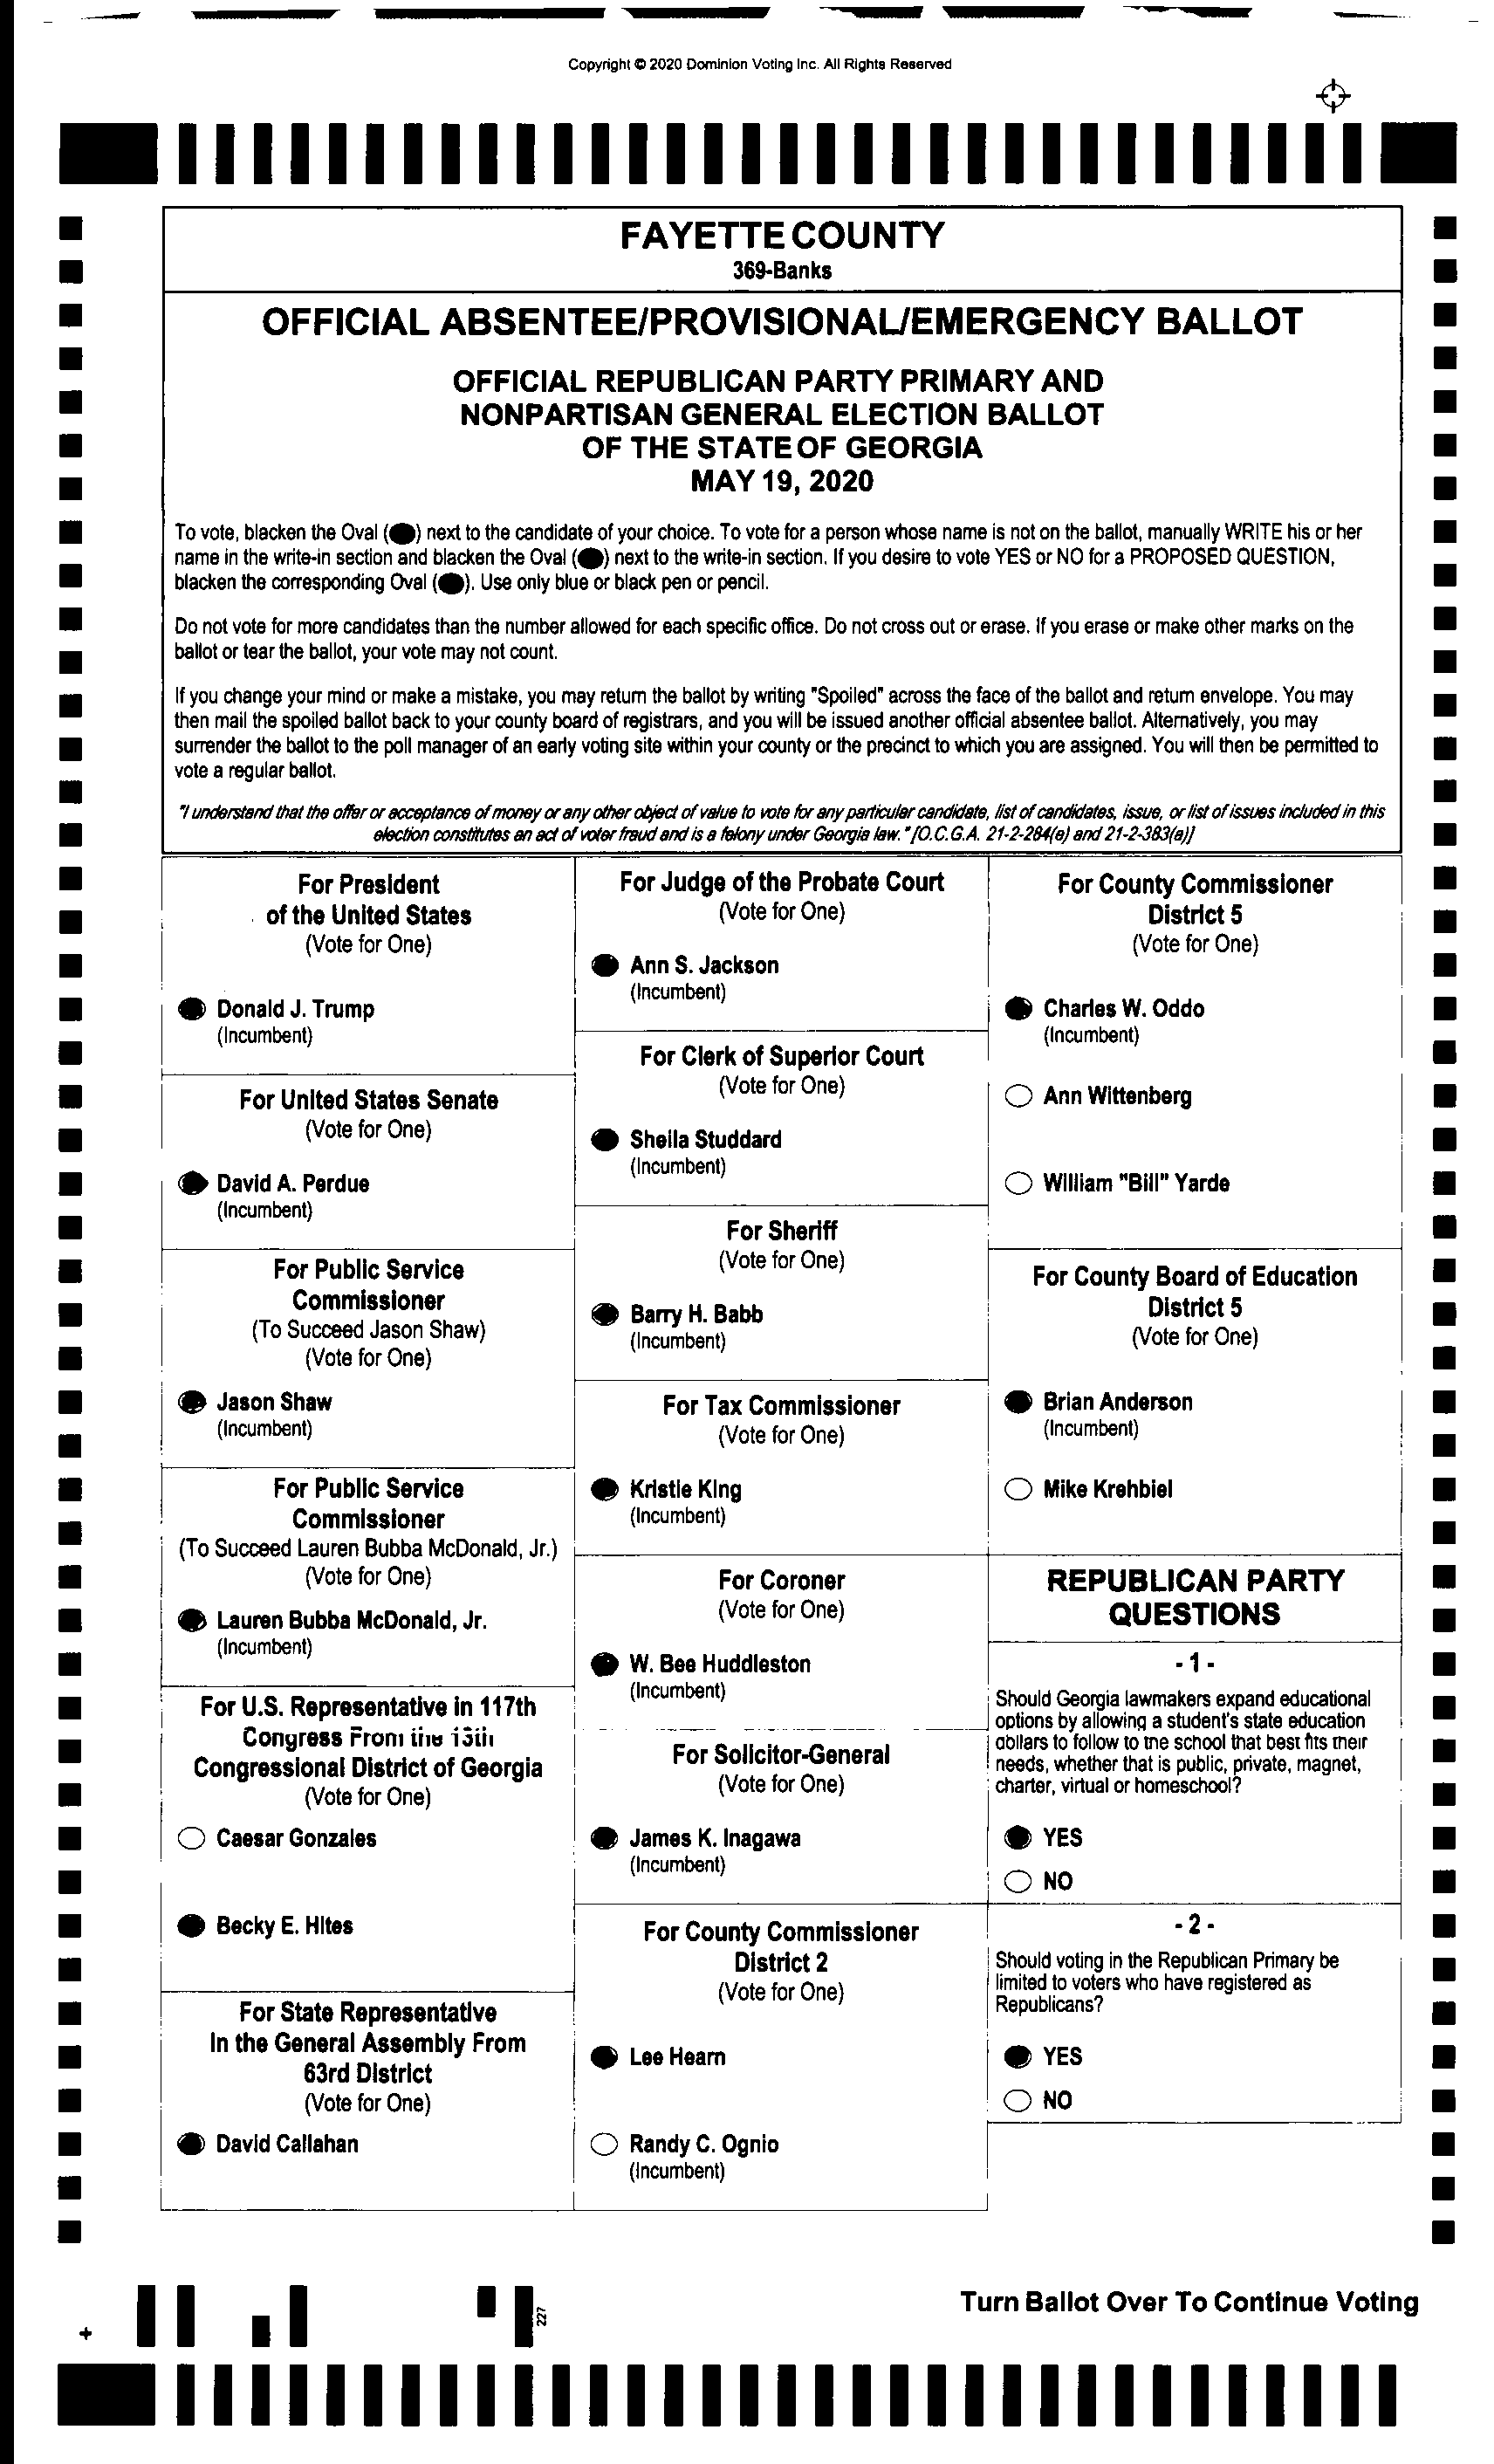 Copyright © 2020 Dominion Voting Inc. All Rights Reserved
FAYETTE COUNTY
369-Banks
OFFICIAL ABSENTEE/PROVISIONAL/EMERGENCY BALLOT
OFFICIAL REPUBLICAN PARTY PRIMARY AND
NONPARTISAN GENERAL ELECTION BALLOT
OF THE STATE OF GEORGIA
MAY 19, 2020
To vote, blacken the Oval ( ) next to the candidate of your choice. To vote for a person whose name is not on the ballot, manually WRITE his or her
name in the write-in section and blacken the Oval ( ) next to the write-in section. If you desire to vote YES or NO for a PROPOSED QUESTION,
blacken the corresponding Oval ( ). Use only blue or black pen or pencil.
Do not vote for more candidates than the number allowed for each specific office. Do not cross out or erase. If you erase or make other marks on the
ballot or tear the ballot, your vote may not count.
If you change your mind or make a mistake, you may return the ballot by writing "Spoiled" across the face of the ballot and return envelope. You may
then mail the spoiled ballot back to your county board of registrars, and you will be issued another official absentee ballot. Alternatively, you may
surrender the ballot to the poll manager of an early voting site within your county or the precinct to which you are assigned. You will then be permitted to
vote a regular ballot.
"I understand that the offer or acceptance of money or any other object of value to vote for any particular candidate, list of candidates, issue, or list of issues included in this
election constitutes an act of voter fraud and is a felony under Georgia law." [O.C.G.A. 21-2-284(e) and 21-2-383(a)]
For President
of the United States
(Vote for One)
Donald J. Trump
(Incumbent)
For United States Senate
(Vote for One)
David A. Perdue
(Incumbent)
For Public Service
Commissioner
(To Succeed Jason Shaw)
(Vote for One)
Jason Shaw
(Incumbent)
For Public Service
Commissioner
(To Succeed Lauren Bubba McDonald, Jr.)
(Vote for One)
Lauren Bubba McDonald, Jr.
(Incumbent)
For U.S. Representative in 117th
Congress From the 13th
Congressional District of Georgia
(Vote for One)
Caesar Gonzales
Becky E. Hites
For State Representative
In the General Assembly From
63rd District
(Vote for One)
David Callahan
For Judge of the Probate Court
(Vote for One)
Ann S. Jackson
(Incumbent)
For Clerk of Superior Court
(Vote for One)
Sheila Studdard
(Incumbent)
For Sheriff
(Vote for One)
Barry H. Babb
(Incumbent)
For Tax Commissioner
(Vote for One)
Kristie King
(Incumbent)
For Coroner
(Vote for One)
W. Bee Huddleston
(Incumbent)
For Solicitor-General
(Vote for One)
James K. Inagawa
(Incumbent)
For County Commissioner
District 2
(Vote for One)
Lee Hearn
Randy C. Ognio
(Incumbent)
For County Commissioner
District 5
(Vote for One)
Charles W. Oddo
(Incumbent)
Ann Wittenberg
William "Bill" Yarde
For County Board of Education
District 5
(Vote for One)
Brian Anderson
(Incumbent)
Mike Krehbiel
REPUBLICAN PARTY
QUESTIONS
- 1 -
Should Georgia lawmakers expand educational
options by allowing a student's state education
dollars to follow to the school that best fits their
needs, whether that is public, private, magnet,
charter, virtual or homeschool?
YES
NO
- 2 -
Should voting in the Republican Primary be
limited to voters who have registered as
Republicans?
YES
NO
227
Turn Ballot Over To Continue Voting